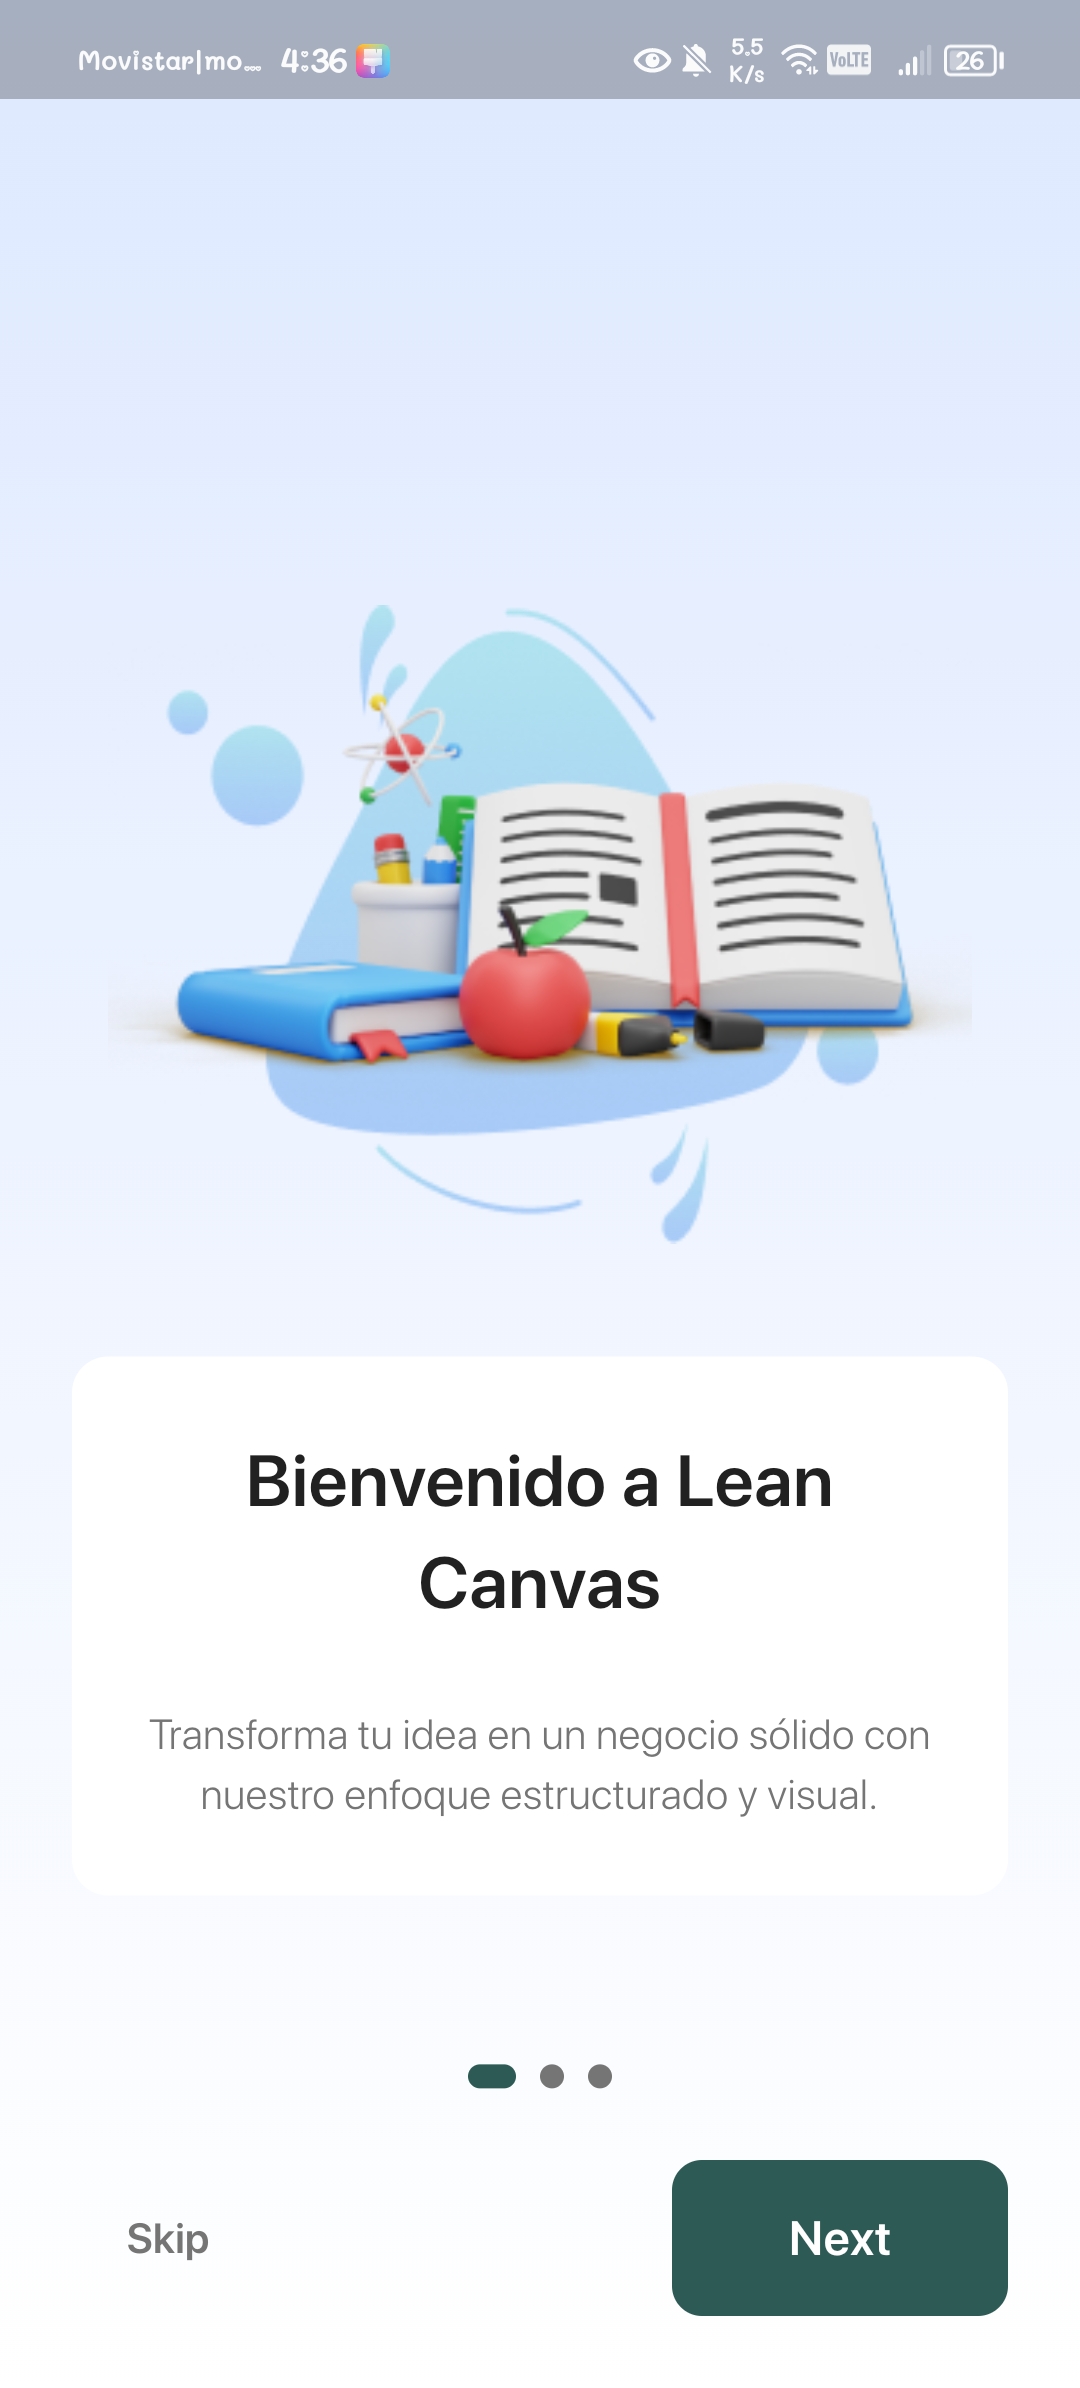 Movistar|mo... 4:36 5.5 K/s VoLTE 26
Bienvenido a Lean
Canvas
Transforma tu idea en un negocio sólido con
nuestro enfoque estructurado y visual.
Skip Next